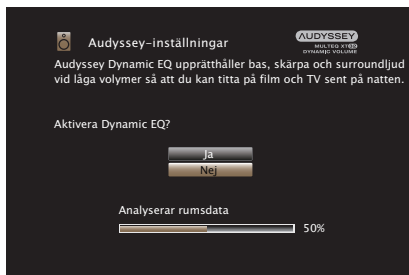 Audyssey-inställningar
AUDYSSEY
MULTEQ XT32
DYNAMIC VOLUME
Audyssey Dynamic EQ upprätthåller bas, skärpa och surroundljud
vid låga volymer så att du kan titta på film och TV sent på natten.
Aktivera Dynamic EQ?
Ja
Nej
Analyserar rumsdata
50%